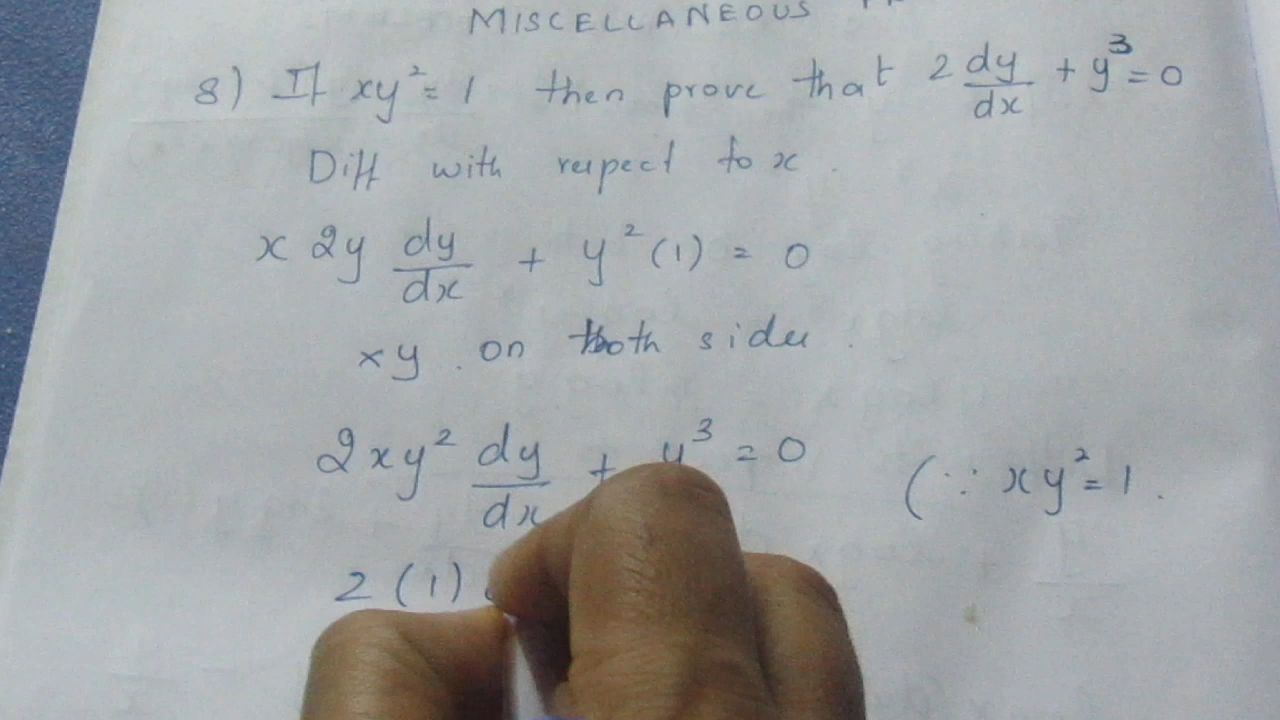 MISCELLANEOUS
8) If xy² = 1 then prove that 2 dy/dx + y³ = 0
Diff with respect to x.
x 2y dy/dx + y² (1) = 0
xy . on both sides .
2xy² dy/dx + y³ = 0 (∵ xy² = 1 .
2 (1)